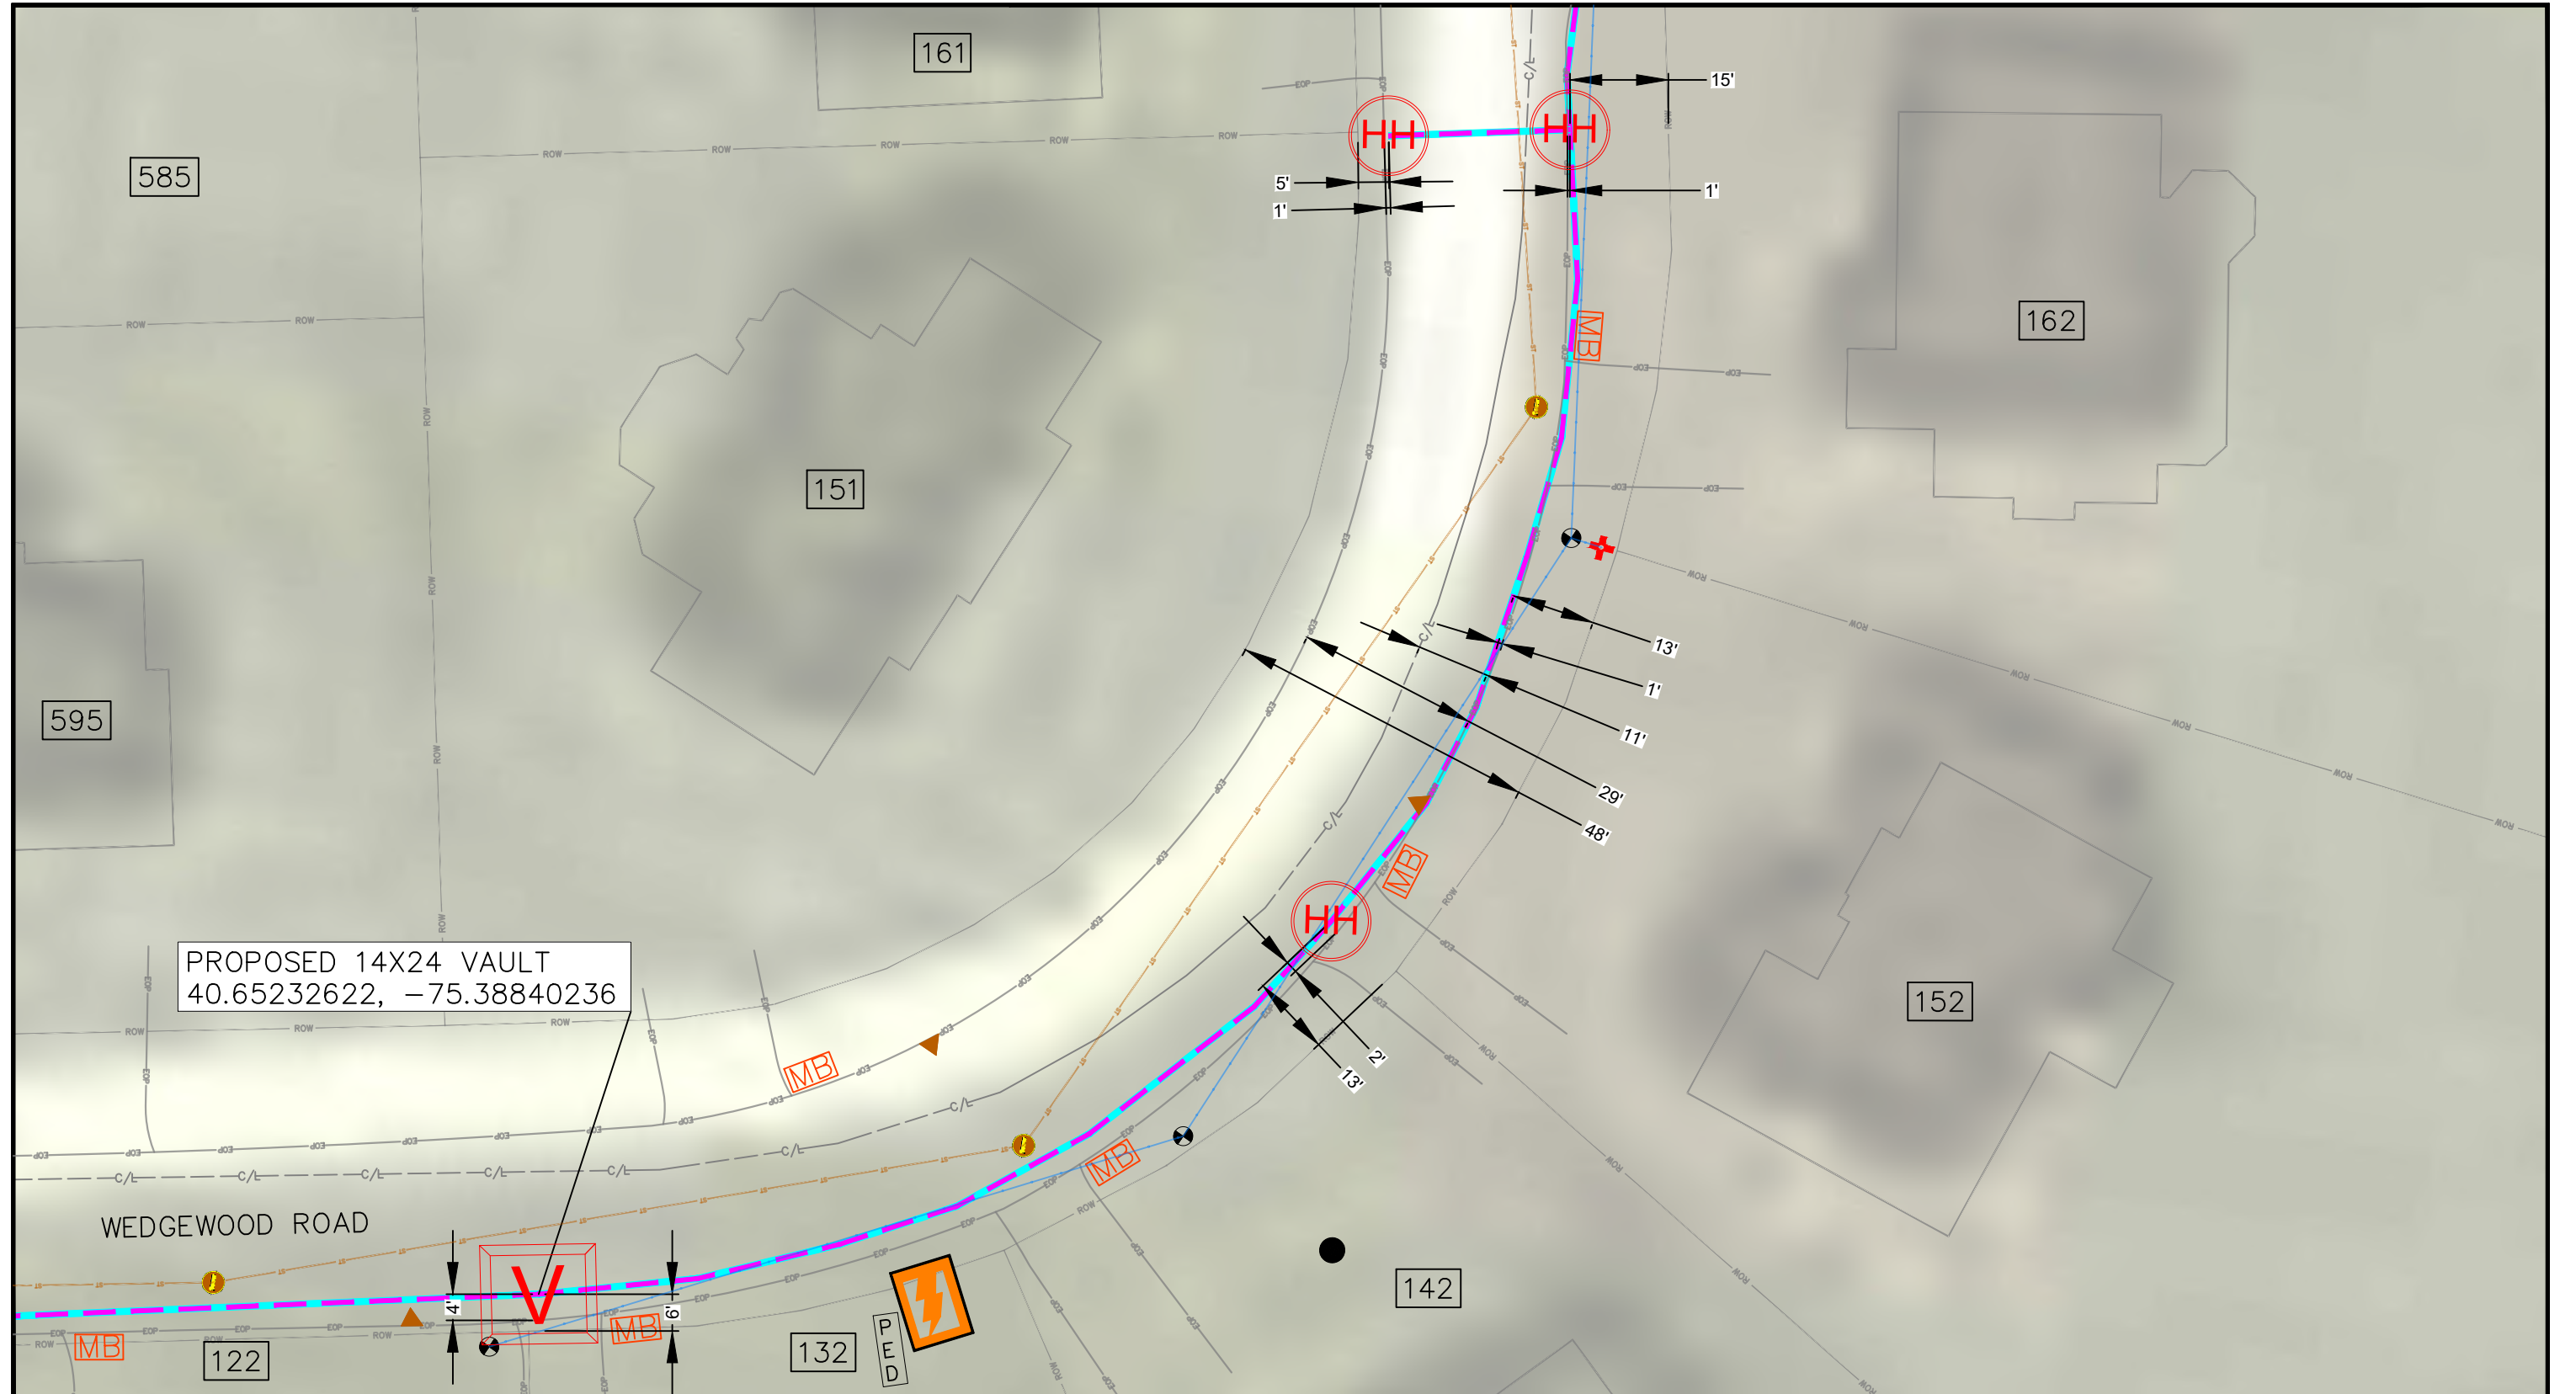 161
15'
ROW
EOP
C/L
ST
HH
HH
585
5'
1'
1'
162
MB
151
595
13'
1'
11'
29'
48'
MB
HH
PROPOSED 14X24 VAULT
40.65232622, -75.38840236
152
2'
13'
MB
MB
WEDGEWOOD ROAD
V
4'
6'
MB
MB
122
132
PED
142